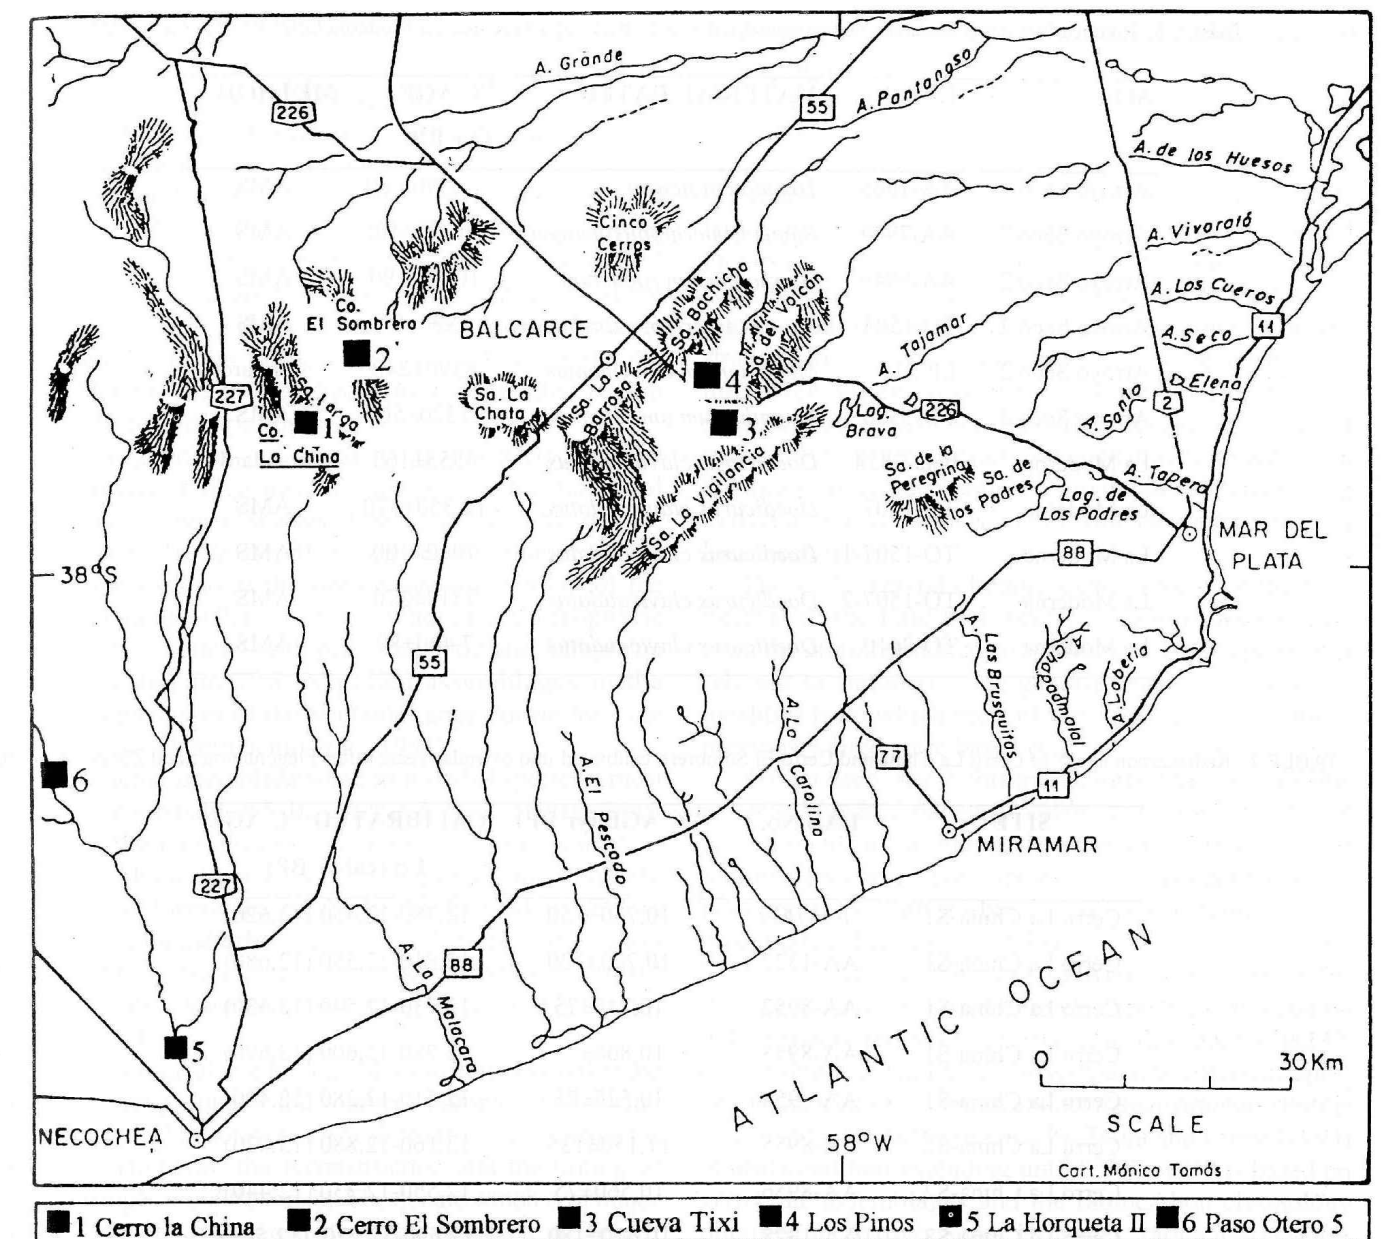 A. Grande
A. Pantanoso
226
55
A. de los Huesos
A. Vivoratá
Cinco
Cerros
Sa. Bachicha
Sa. del Volcán
A. Los Cueros
11
Co.
El Sombrero
BALCARCE
A. Seco
A. Tajamar
2
4
227
Sa. La
Chata
Sa. La
Barrosa
D. Elena
A. Santa
2
226
Lag.
Brava
3
1
Co.
La China
Sa. Larga
Sa. La Vigilancia
Sa. de la
Peregrina
Sa. de
los Padres
A. Tapera
Lag. de
Los Padres
MAR DEL
PLATA
88
38°S
55
A. Las Brusquitas
A. Lobería
6
A. El Pescado
A. La Carolina
77
11
MIRAMAR
227
A. La Malacara
88
5
ATLANTIC OCEAN
0 30 Km
SCALE
NECOCHEA
58°W
Cart. Mónica Tomás
1 Cerro la China 2 Cerro El Sombrero 3 Cueva Tixi 4 Los Pinos 5 La Horqueta II 6 Paso Otero 5